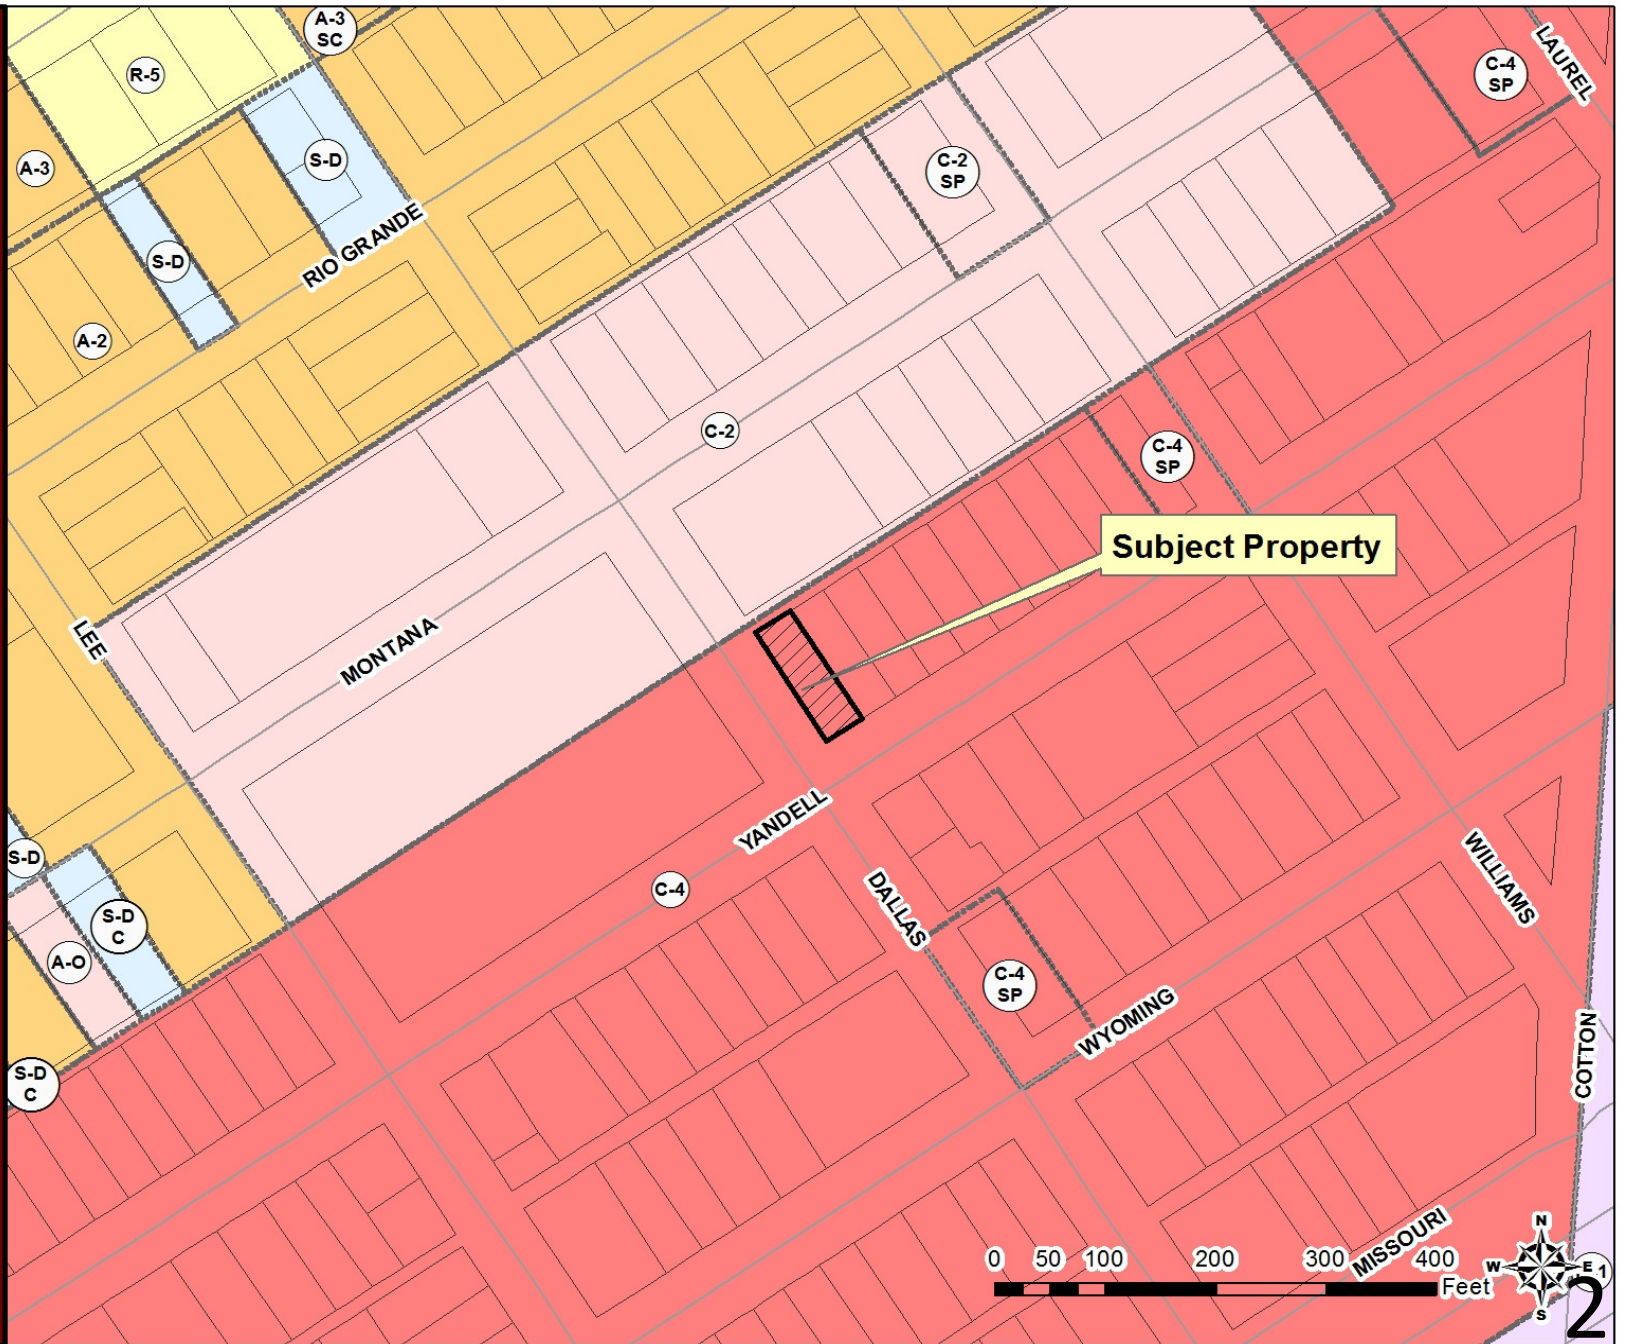 A-3
SC
LAUREL
R-5
C-4
SP
S-D
A-3
C-2
SP
RIO GRANDE
S-D
A-2
C-2
C-4
SP
Subject Property
LEE
MONTANA
YANDELL
S-D
C-4
DALLAS
WILLIAMS
S-D
C
A-O
C-4
SP
WYOMING
COTTON
S-D
C
MISSOURI
0 50 100 200 300 400
Feet
N
W
E
S
1
2